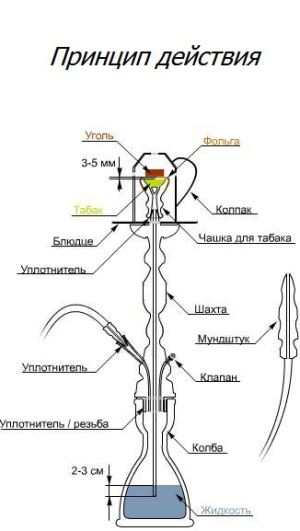 Принцип действия
Уголь
Фольга
3-5 мм
Табак
Колпак
Блюдце
Чашка для табака
Уплотнитель
Шахта
Мундштук
Уплотнитель
Клапан
Уплотнитель / резьба
Колба
2-3 см
Жидкость